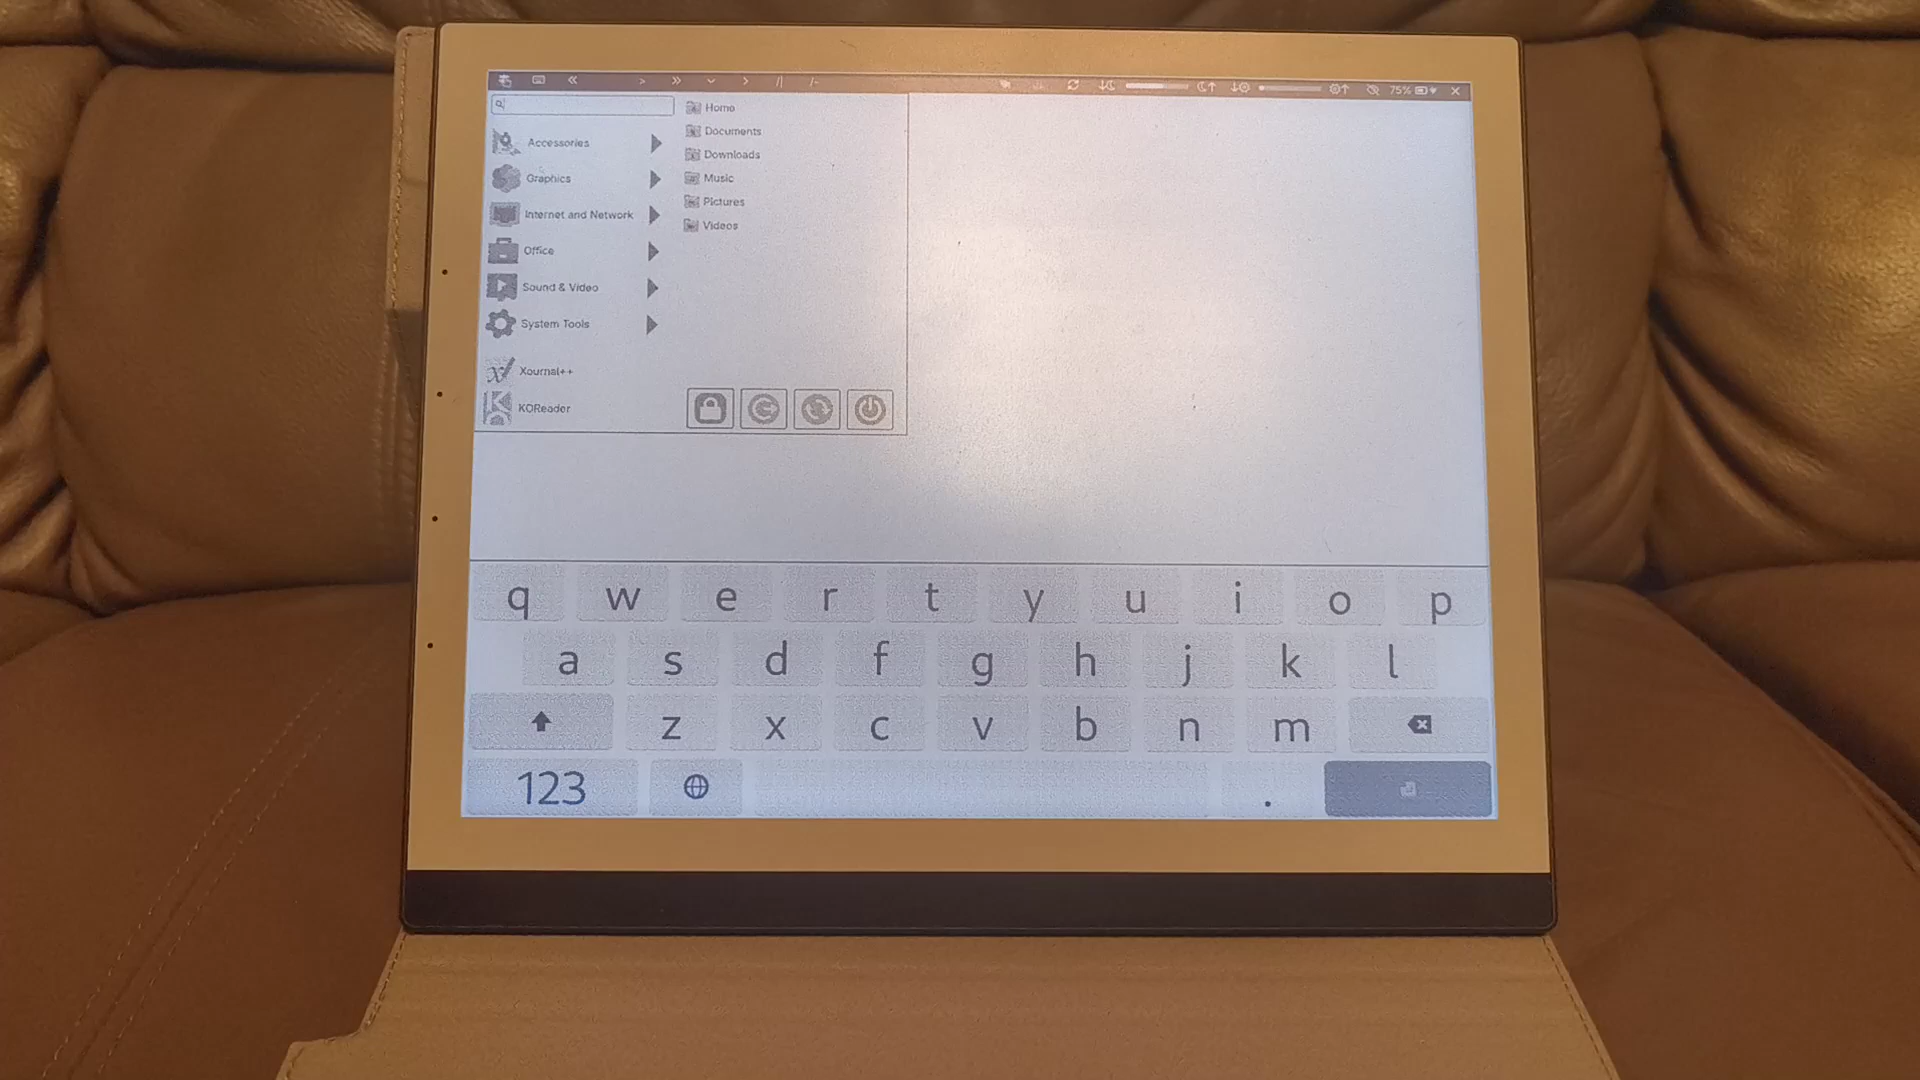 75%
Home
Documents
Downloads
Music
Pictures
Videos
Accessories
Graphics
Internet and Network
Office
Sound & Video
System Tools
Xournal++
KOReader
q w e r t y u i o p
a s d f g h j k l
z x c v b n m
123 .